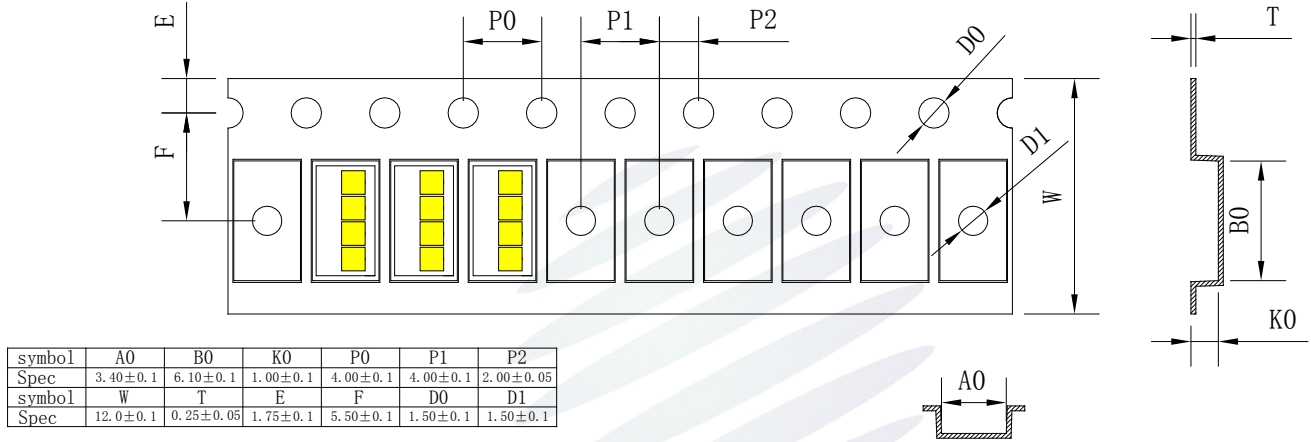 E
P0
P1
P2
D0
T
F
D1
W
B0
K0
A0
symbol A0 B0 K0 P0 P1 P2
Spec 3.40±0.1 6.10±0.1 1.00±0.1 4.00±0.1 4.00±0.1 2.00±0.05
symbol W T E F D0 D1
Spec 12.0±0.1 0.25±0.05 1.75±0.1 5.50±0.1 1.50±0.1 1.50±0.1